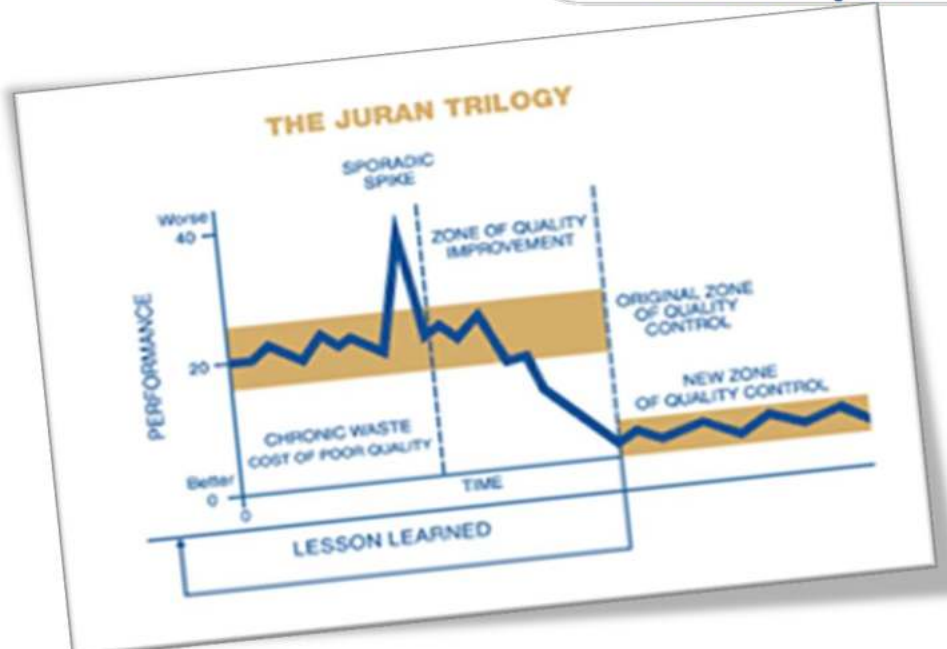 THE JURAN TRILOGY
SPORADIC
SPIKE
Worse
40
ZONE OF QUALITY
IMPROVEMENT
ORIGINAL ZONE
OF QUALITY
CONTROL
PERFORMANCE
20
NEW ZONE
OF QUALITY CONTROL
CHRONIC WASTE
COST OF POOR QUALITY
Better
0
0
TIME
LESSON LEARNED